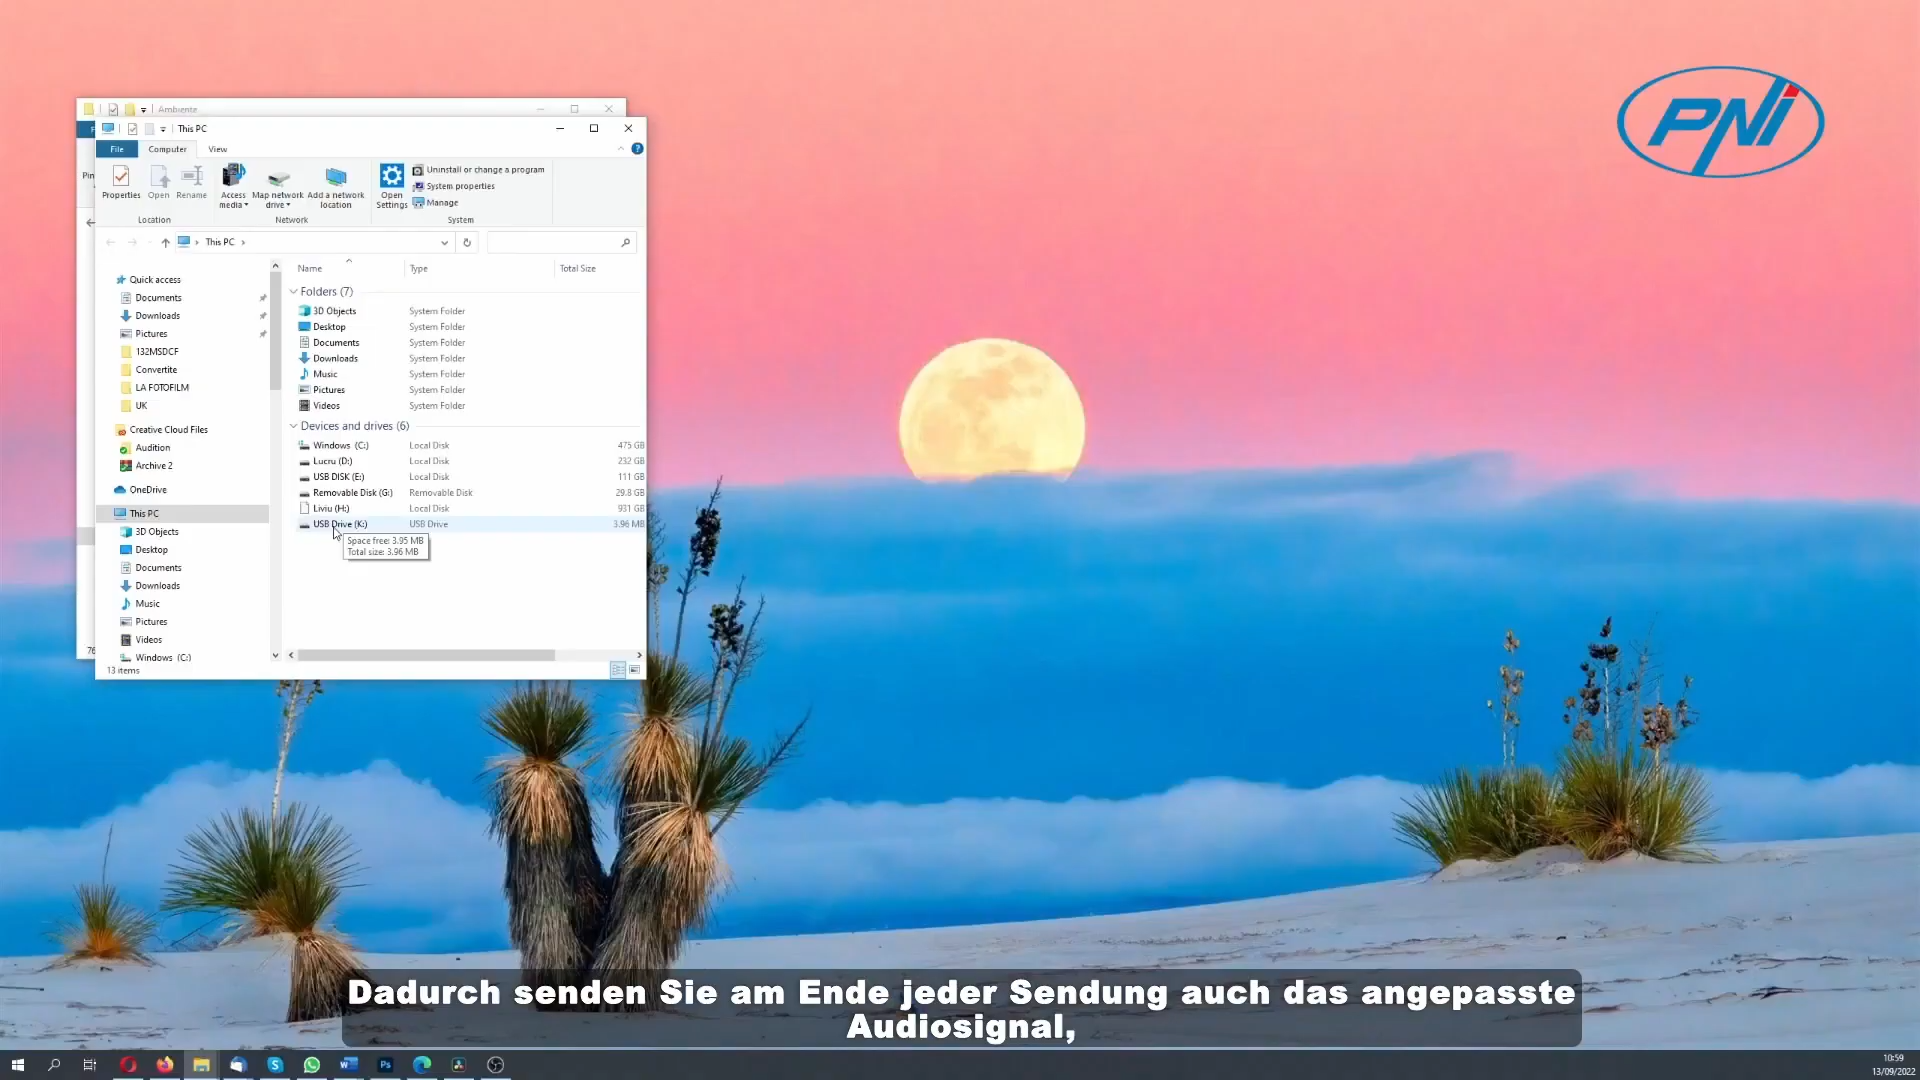 PNI
Ambiente
This PC
File
Computer
View
Properties
Open
Rename
Access media
Map network drive
Add a network location
Open Settings
Uninstall or change a program
System properties
Manage
Location
Network
System
This PC
Name
Type
Total Size
Quick access
Documents
Downloads
Pictures
132MSDCF
Convertite
LA FOTOFILM
UK
Creative Cloud Files
Audition
Archive 2
OneDrive
This PC
3D Objects
Desktop
Documents
Downloads
Music
Pictures
Videos
Windows (C:)
Folders (7)
3D Objects System Folder
Desktop System Folder
Documents System Folder
Downloads System Folder
Music System Folder
Pictures System Folder
Videos System Folder
Devices and drives (6)
Windows (C:) Local Disk 475 GB
Lucru (D:) Local Disk 232 GB
USB DISK (E:) Local Disk 111 GB
Removable Disk (G:) Removable Disk 29.8 GB
Liviu (H:) Local Disk 931 GB
USB Drive (K:) USB Drive 3.96 MB
Space free: 3.95 MB
Total size: 3.96 MB
13 items
Dadurch senden Sie am Ende jeder Sendung auch das angepasste
Audiosignal,
10:59
13/09/2022